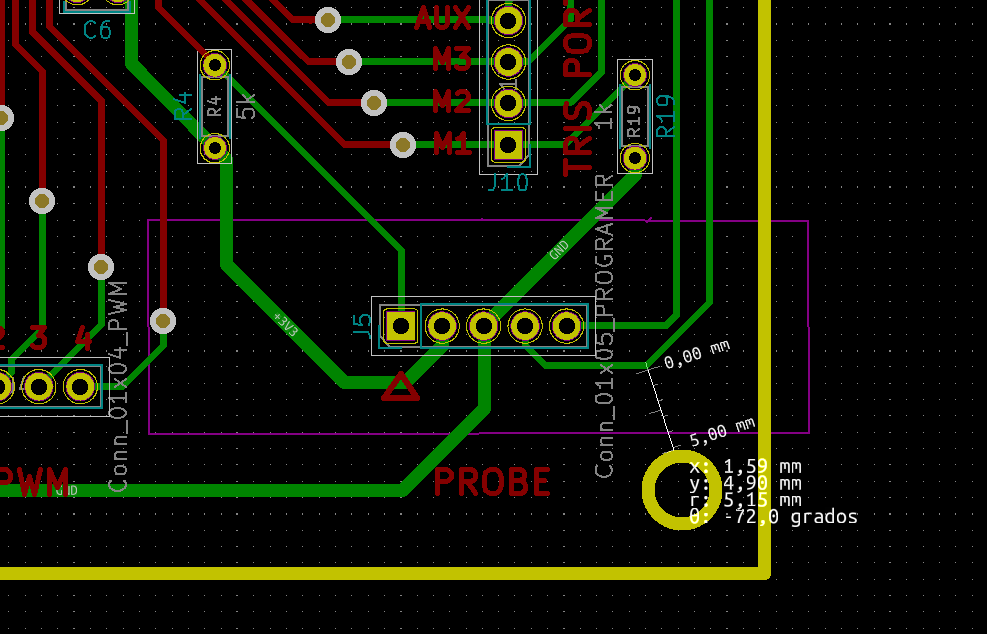 C6
AUX
M3
M2
M1
J10
R4
R4
5k
TRIS POR
1k
R19
R19
GND
+3V3
J5
3
4
Conn_01x04_PWM
Conn_01x05_PROGRAMER
0,00 mm
5,00 mm
PWM
GND
PROBE
x: 1,59 mm
y: 4,90 mm
r: 5,15 mm
θ: -72,0 grados